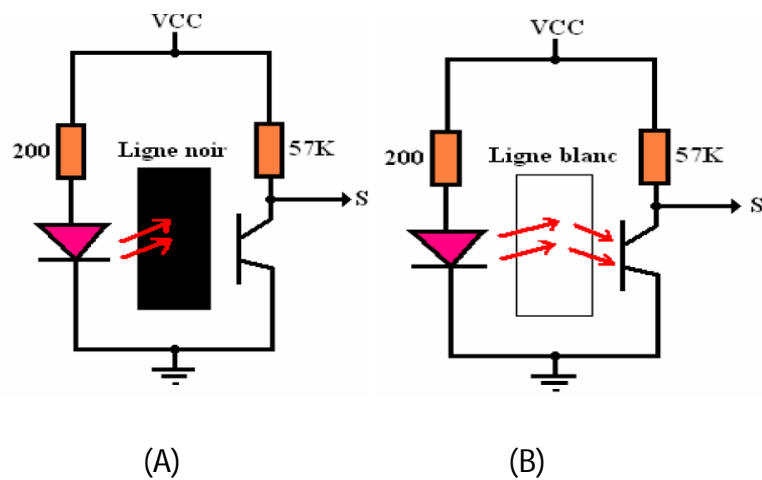 VCC
200
Ligne noir
57K
S
(A)
VCC
200
Ligne blanc
57K
S
(B)